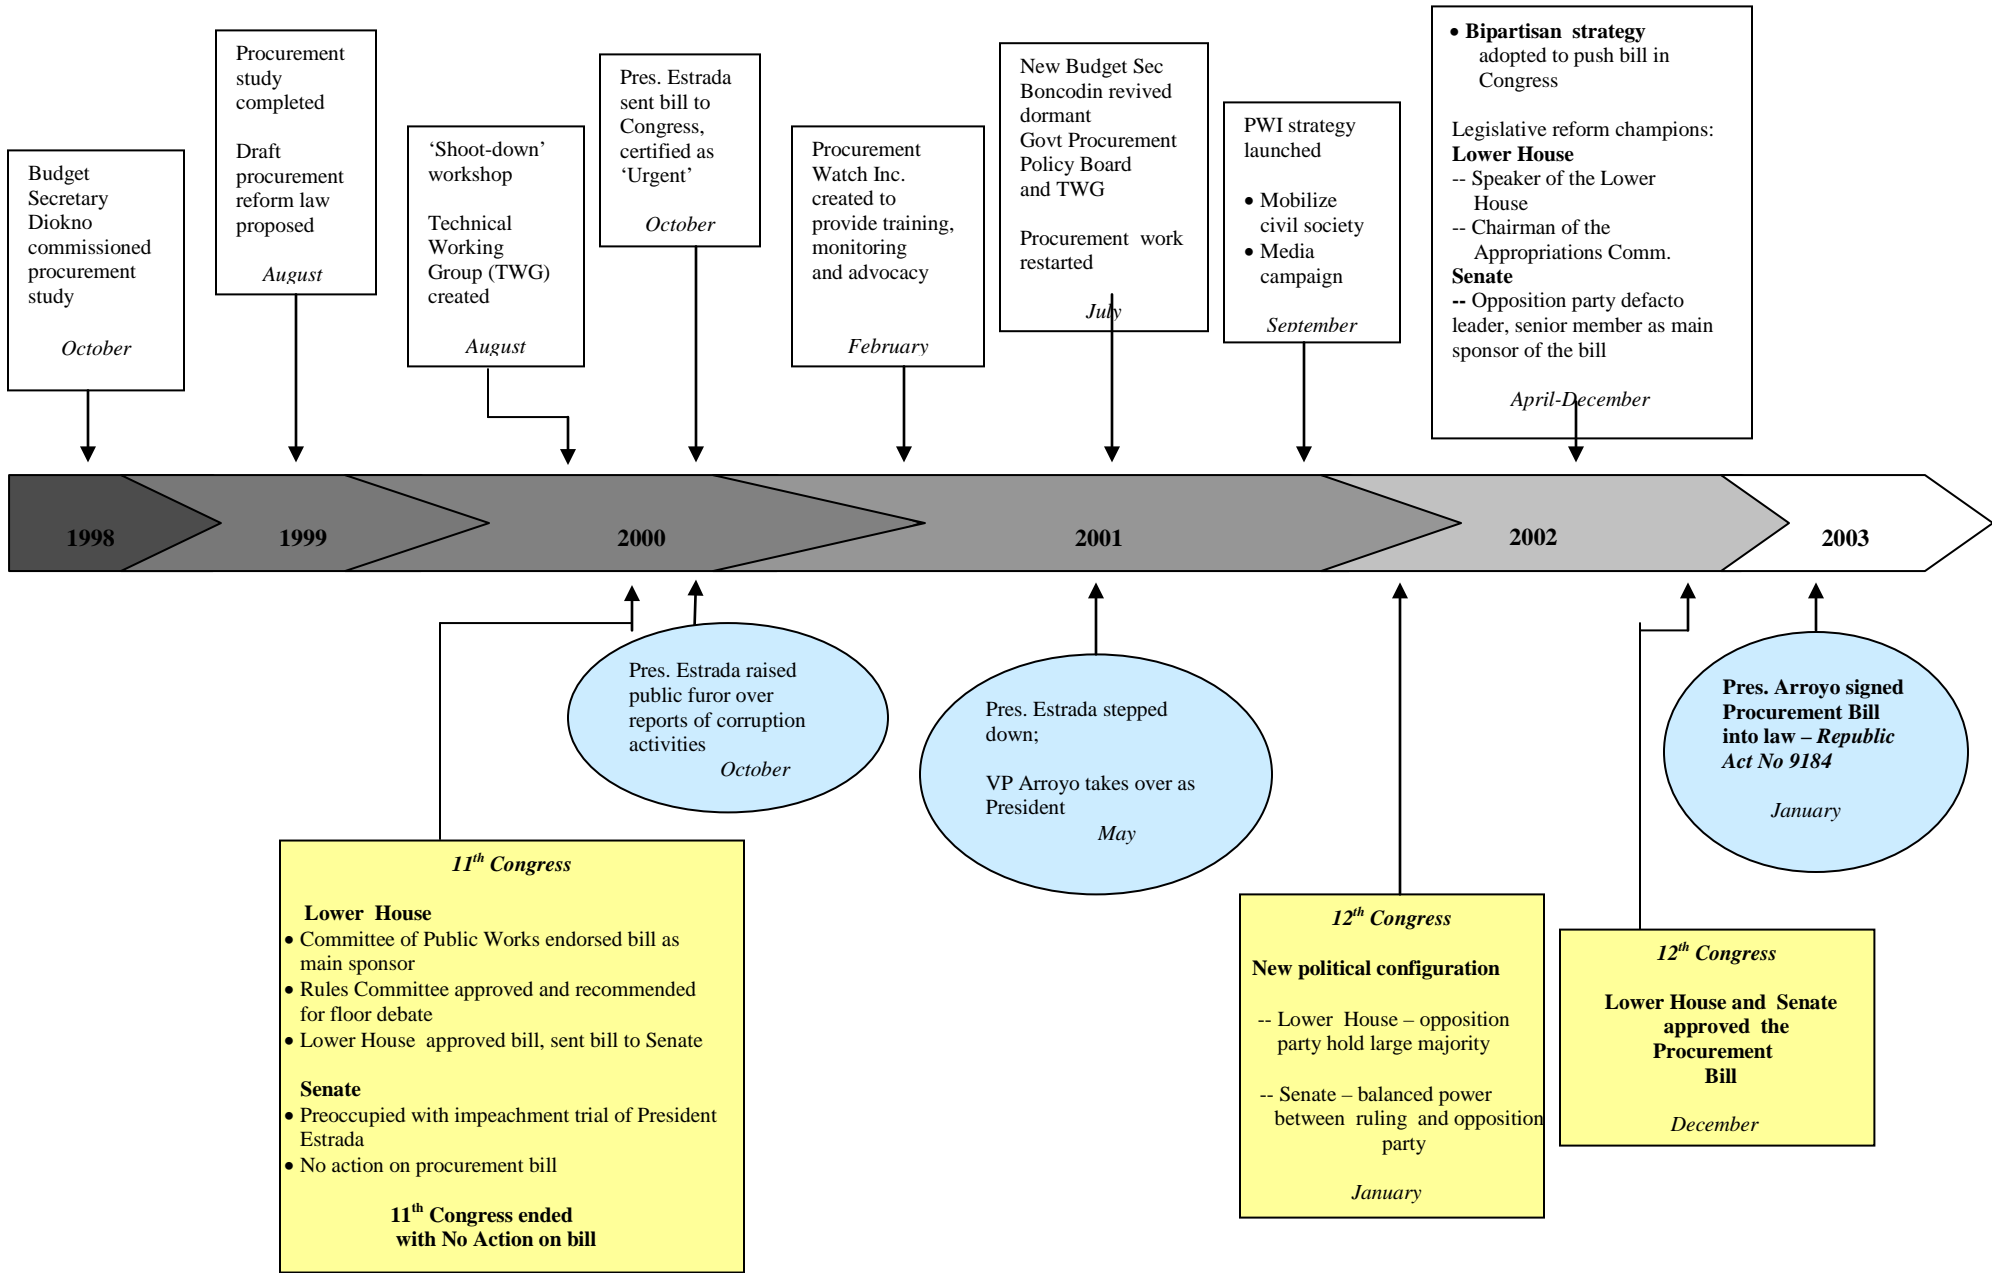 Budget
Secretary
Diokno
commissioned
procurement
study
October
Procurement
study
completed
Draft
procurement
reform law
proposed
August
‘Shoot-down’
workshop
Technical
Working
Group (TWG)
created
August
Pres. Estrada
sent bill to
Congress,
certified as
‘Urgent’
October
Procurement
Watch Inc.
created to
provide training,
monitoring
and advocacy
February
New Budget Sec
Boncodin revived
dormant
Govt Procurement
Policy Board
and TWG
Procurement work
restarted
July
PWI strategy
launched
• Mobilize
civil society
• Media
campaign
September
• Bipartisan strategy
adopted to push bill in
Congress
Legislative reform champions:
Lower House
-- Speaker of the Lower
House
-- Chairman of the
Appropriations Comm.
Senate
-- Opposition party defacto
leader, senior member as main
sponsor of the bill
April-December
1998
1999
2000
2001
2002
2003
Pres. Estrada raised
public furor over
reports of corruption
activities
October
Pres. Estrada stepped
down;
VP Arroyo takes over as
President
May
Pres. Arroyo signed
Procurement Bill
into law – Republic
Act No 9184
January
11th Congress
Lower House
• Committee of Public Works endorsed bill as
main sponsor
• Rules Committee approved and recommended
for floor debate
• Lower House approved bill, sent bill to Senate
Senate
• Preoccupied with impeachment trial of President
Estrada
• No action on procurement bill
11th Congress ended
with No Action on bill
12th Congress
New political configuration
-- Lower House – opposition
party hold large majority
-- Senate – balanced power
between ruling and opposition
party
January
12th Congress
Lower House and Senate
approved the
Procurement
Bill
December